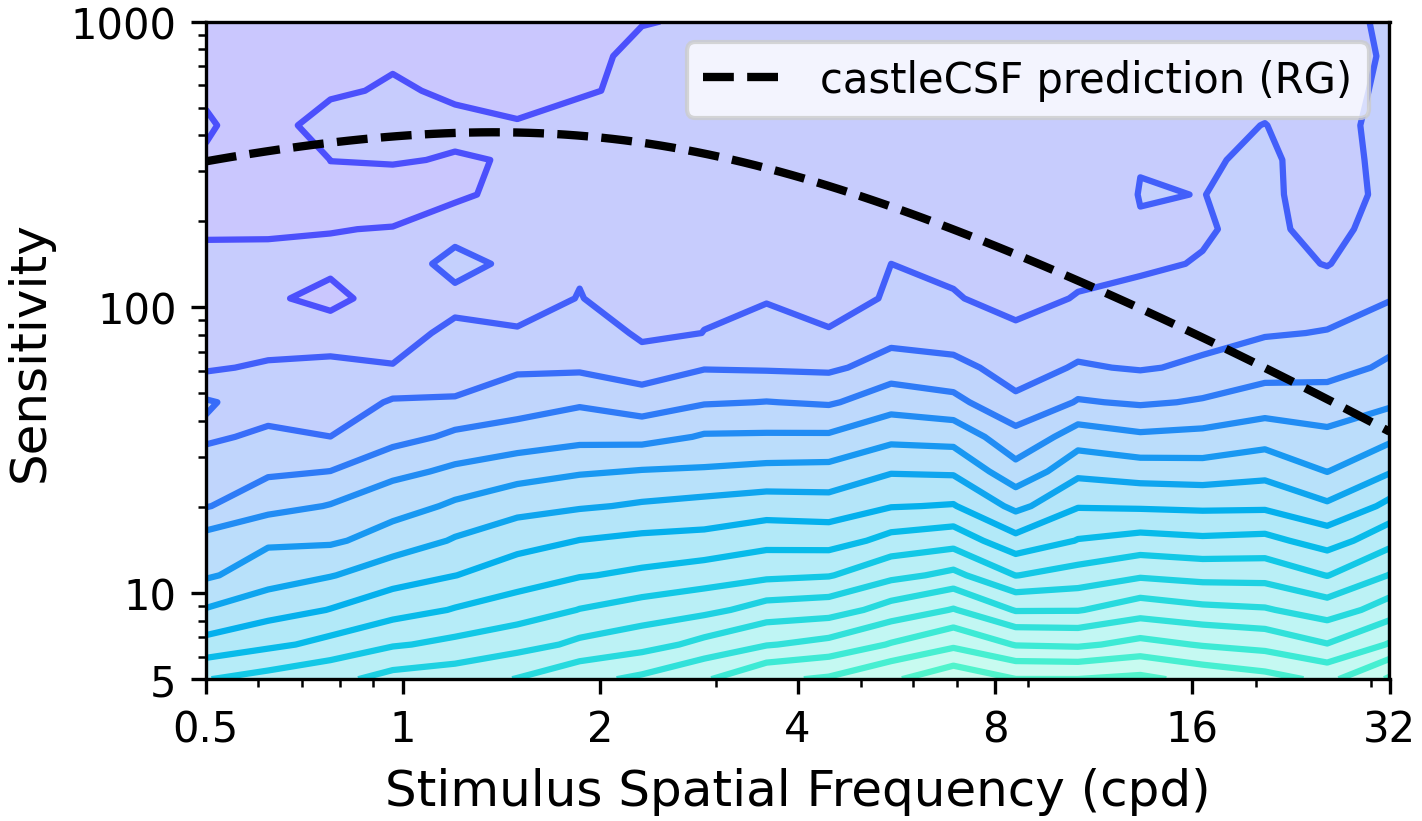 1000
castleCSF prediction (RG)
100
Sensitivity
10
5
0.5 1 2 4 8 16 32
Stimulus Spatial Frequency (cpd)